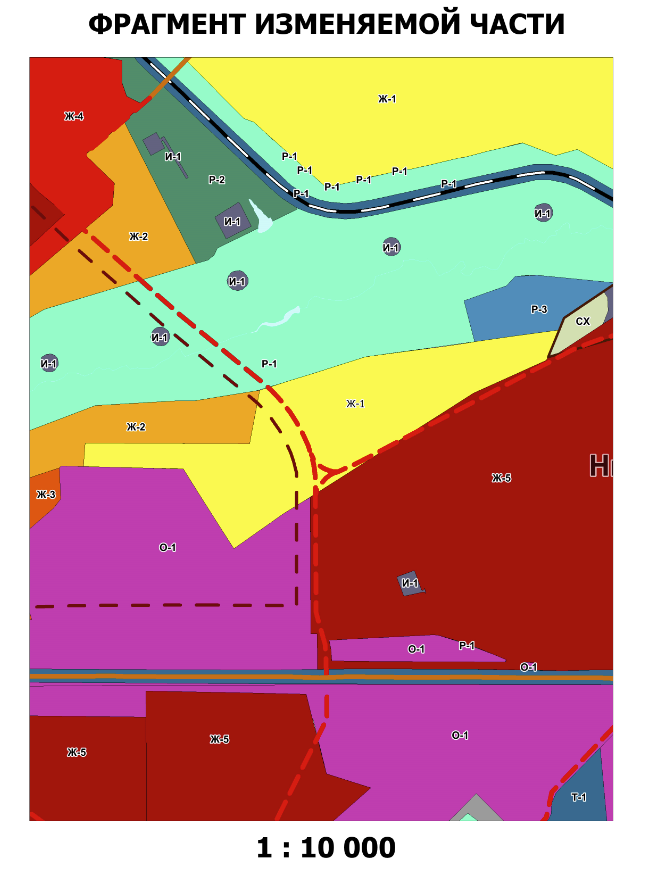 ФРАГМЕНТ ИЗМЕНЯЕМОЙ ЧАСТИ
Ж-1
Ж-4
И-1
Р-1
Р-1
Р-1
Р-1
Р-2
Р-1
Р-1
Р-1
И-1
И-1
Ж-2
И-1
И-1
Р-3
СХ
И-1
И-1
Р-1
Ж-1
Ж-2
Н
Ж-5
Ж-3
О-1
И-1
О-1
Р-1
О-1
Ж-5
Ж-5
О-1
Т-1
1 : 10 000